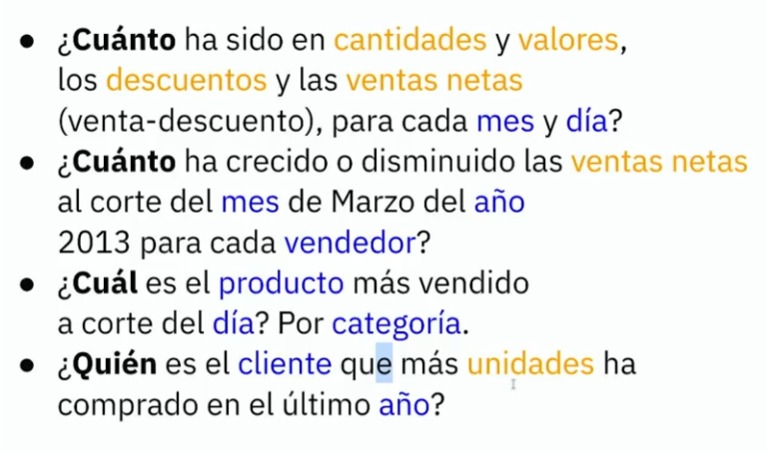 ● ¿Cuánto ha sido en cantidades y valores,
los descuentos y las ventas netas
(venta-descuento), para cada mes y día?
● ¿Cuánto ha crecido o disminuido las ventas netas
al corte del mes de Marzo del año
2013 para cada vendedor?
● ¿Cuál es el producto más vendido
a corte del día? Por categoría.
● ¿Quién es el cliente que más unidades ha
comprado en el último año?